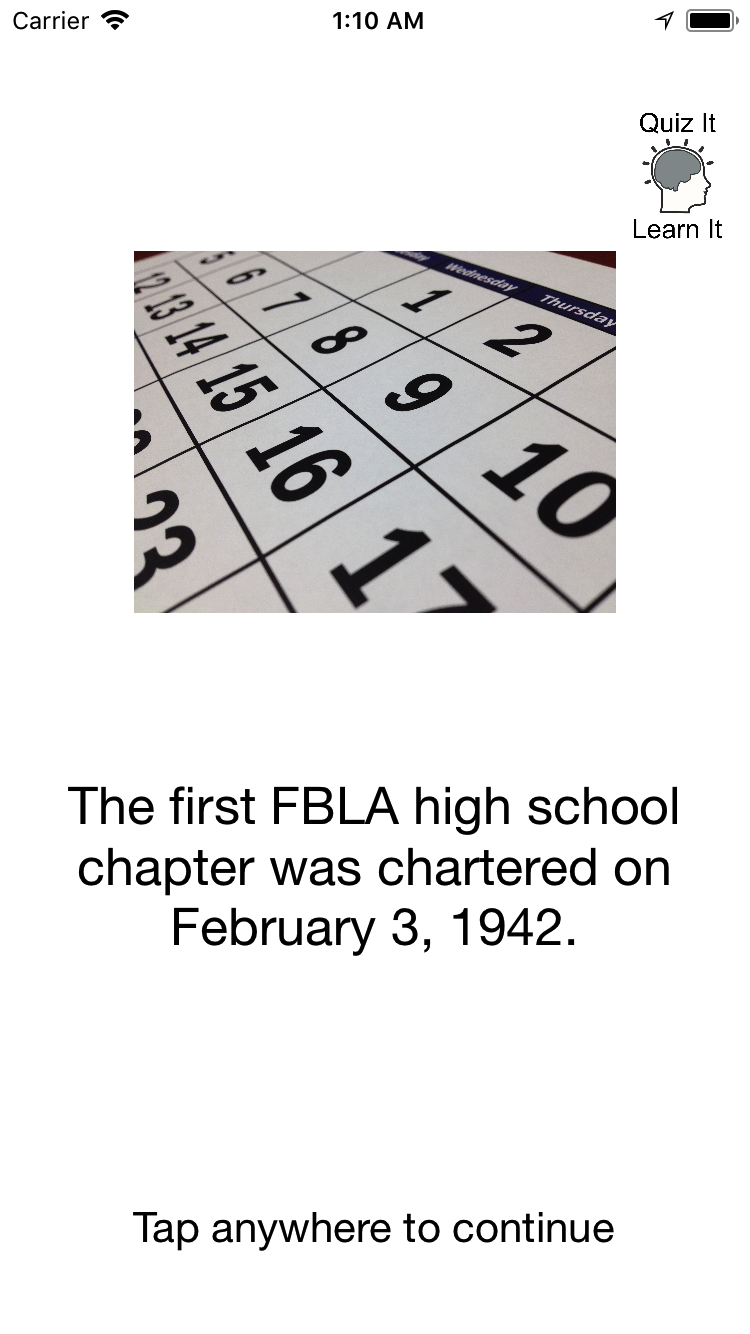 Carrier 1:10 AM
Quiz It
Learn It
Wednesday
Thursday
5 6 7 1 2
12 13 14 8 9 10
15 16 17
23
The first FBLA high school
chapter was chartered on
February 3, 1942.
Tap anywhere to continue